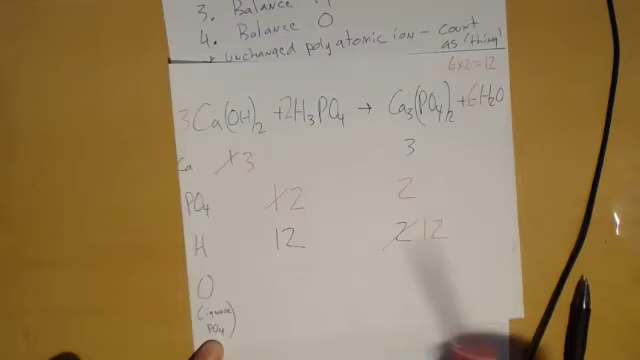 3. Balance H
4. Balance O
* unchanged polyatomic ion - count
as 'thing'
6x2=12
3Ca(OH)₂ + 2H₃PO₄ → Ca₃(PO₄)₂ + 6H₂O
Ca 1 3 3
PO₄ 1 2 2
H 12 2 12
O
(ignore
PO₄)